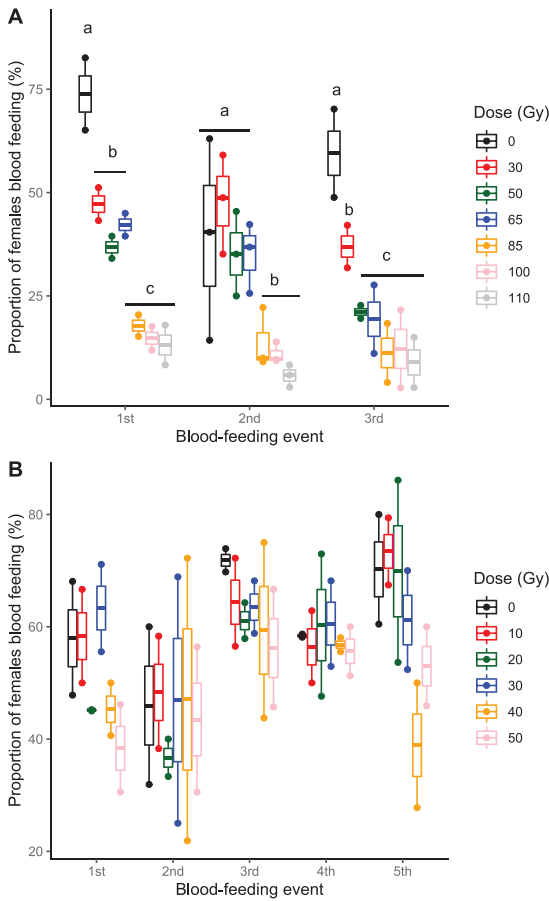 A
Proportion of females blood feeding (%)
75
50
25
0
a
b
c
a
b
a
b
c
1st
2nd
3rd
Blood-feeding event
Dose (Gy)
0
30
50
65
85
100
110
B
Proportion of females blood feeding (%)
80
60
40
20
1st
2nd
3rd
4th
5th
Blood-feeding event
Dose (Gy)
0
10
20
30
40
50